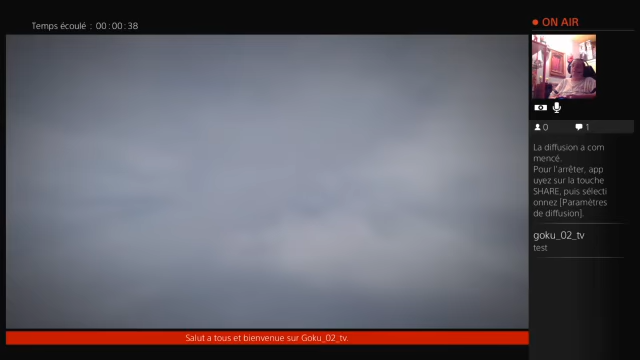 Temps écoulé : 00:00:38
ON AIR
0 1
La diffusion a com
mencé.
Pour l'arrêter, app
uyez sur la touche
SHARE, puis sélecti
onnez [Paramètres
de diffusion].
goku_02_tv
test
Salut a tous et bienvenue sur Goku_02_tv.